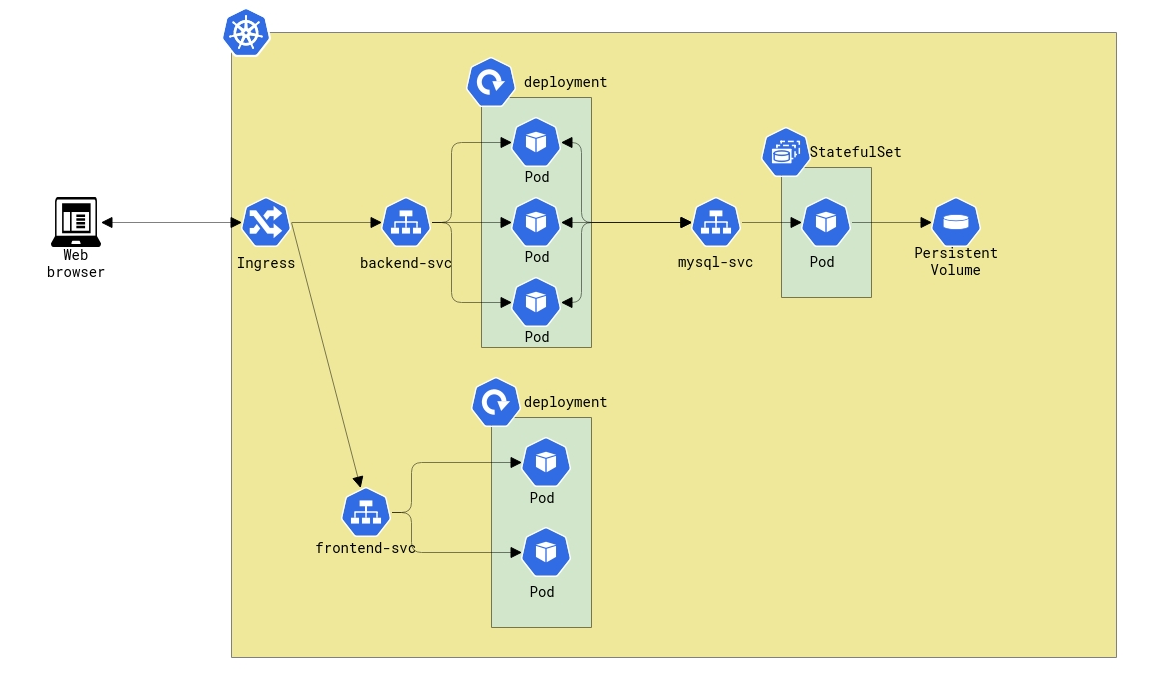 deployment
Pod
StatefulSet
Web
browser
Ingress
backend-svc
Pod
mysql-svc
Pod
Persistent
Volume
Pod
deployment
Pod
frontend-svc
Pod